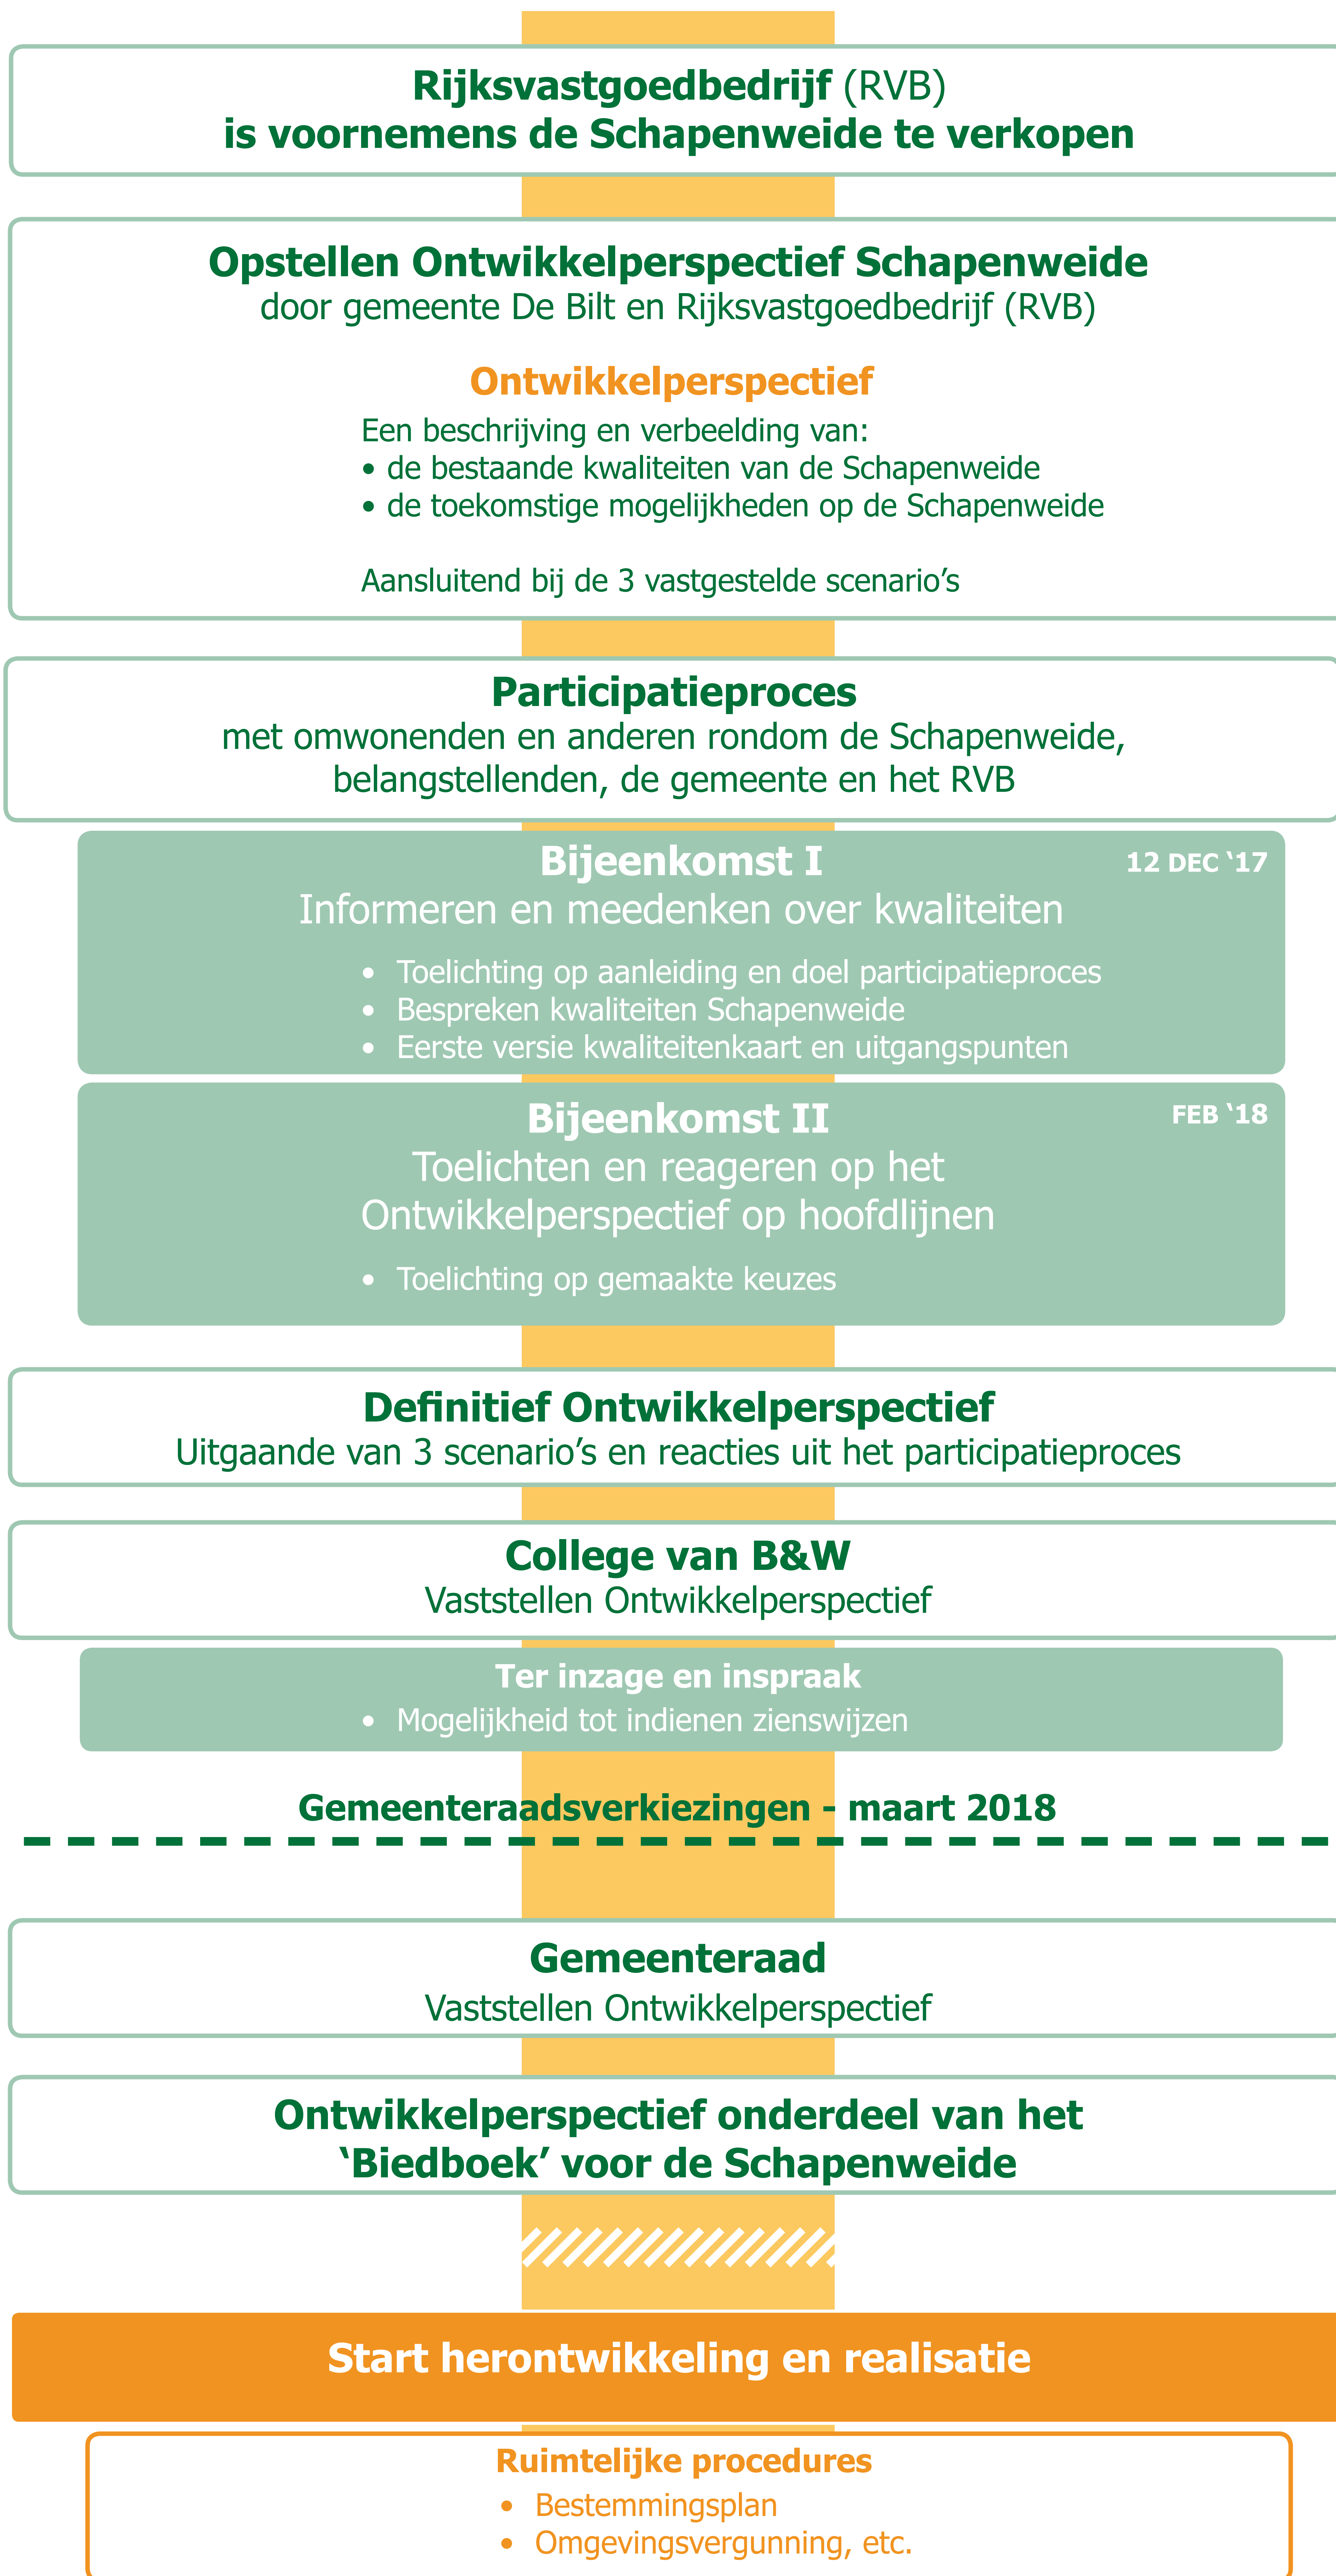 Rijksvastgoedbedrijf (RVB)
is voornemens de Schapenweide te verkopen
Opstellen Ontwikkelperspectief Schapenweide
door gemeente De Bilt en Rijksvastgoedbedrijf (RVB)
Ontwikkelperspectief
Een beschrijving en verbeelding van:
• de bestaande kwaliteiten van de Schapenweide
• de toekomstige mogelijkheden op de Schapenweide
Aansluitend bij de 3 vastgestelde scenario’s
Participatieproces
met omwonenden en anderen rondom de Schapenweide,
belangstellenden, de gemeente en het RVB
Bijeenkomst I 12 DEC ‘17
Informeren en meedenken over kwaliteiten
• Toelichting op aanleiding en doel participatieproces
• Bespreken kwaliteiten Schapenweide
• Eerste versie kwaliteitenkaart en uitgangspunten
Bijeenkomst II FEB ‘18
Toelichten en reageren op het
Ontwikkelperspectief op hoofdlijnen
• Toelichting op gemaakte keuzes
Definitief Ontwikkelperspectief
Uitgaande van 3 scenario’s en reacties uit het participatieproces
College van B&W
Vaststellen Ontwikkelperspectief
Ter inzage en inspraak
• Mogelijkheid tot indienen zienswijzen
Gemeenteraadsverkiezingen - maart 2018
Gemeenteraad
Vaststellen Ontwikkelperspectief
Ontwikkelperspectief onderdeel van het
‘Biedboek’ voor de Schapenweide
Start herontwikkeling en realisatie
Ruimtelijke procedures
• Bestemmingsplan
• Omgevingsvergunning, etc.